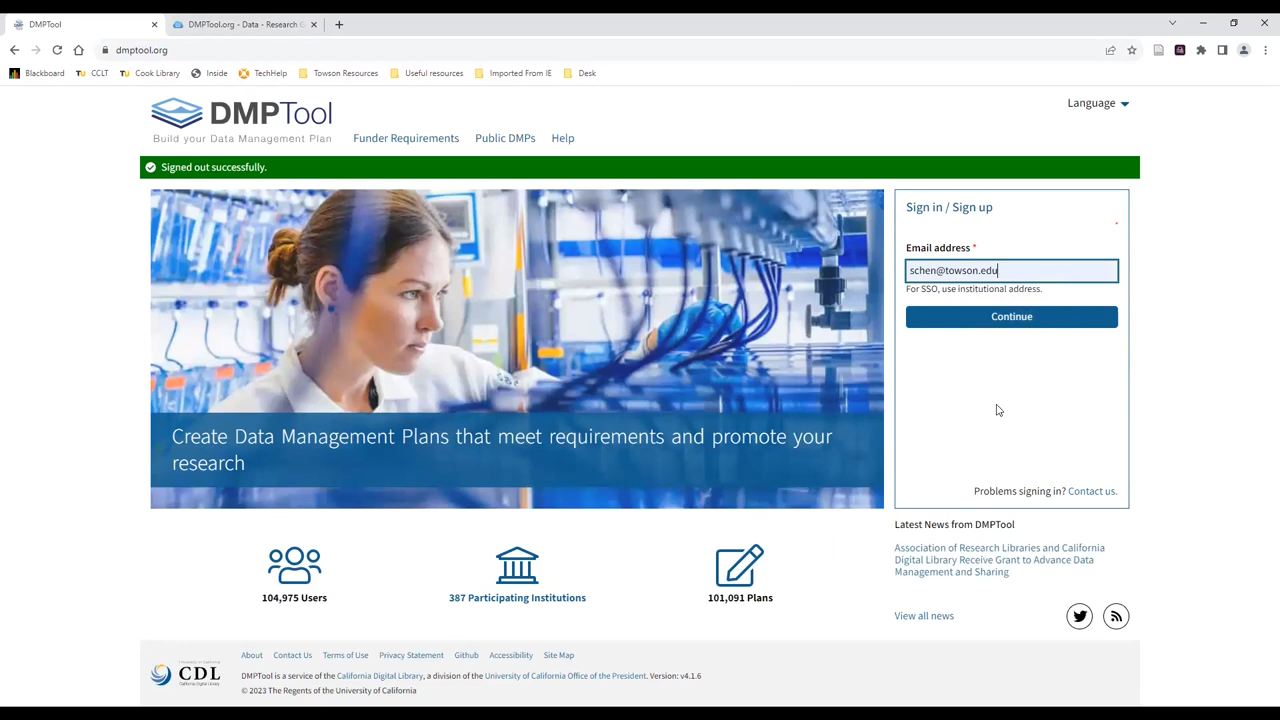 DMPTool
DMPTool.org - Data - Research G
dmptool.org
Blackboard
CCLT
Cook Library
Inside
TechHelp
Towson Resources
Useful resources
Imported From IE
Desk
DMPTool
Build your Data Management Plan
Funder Requirements
Public DMPs
Help
Language
Signed out successfully.
Create Data Management Plans that meet requirements and promote your
research
Sign in / Sign up
*
Email address *
schen@towson.edu
For SSO, use institutional address.
Continue
Problems signing in? Contact us.
104,975 Users
387 Participating Institutions
101,091 Plans
Latest News from DMPTool
Association of Research Libraries and California
Digital Library Receive Grant to Advance Data
Management and Sharing
View all news
CDL
About
Contact Us
Terms of Use
Privacy Statement
Github
Accessibility
Site Map
DMPTool is a service of the California Digital Library, a division of the University of California Office of the President. Version: v4.1.6
© 2023 The Regents of the University of California